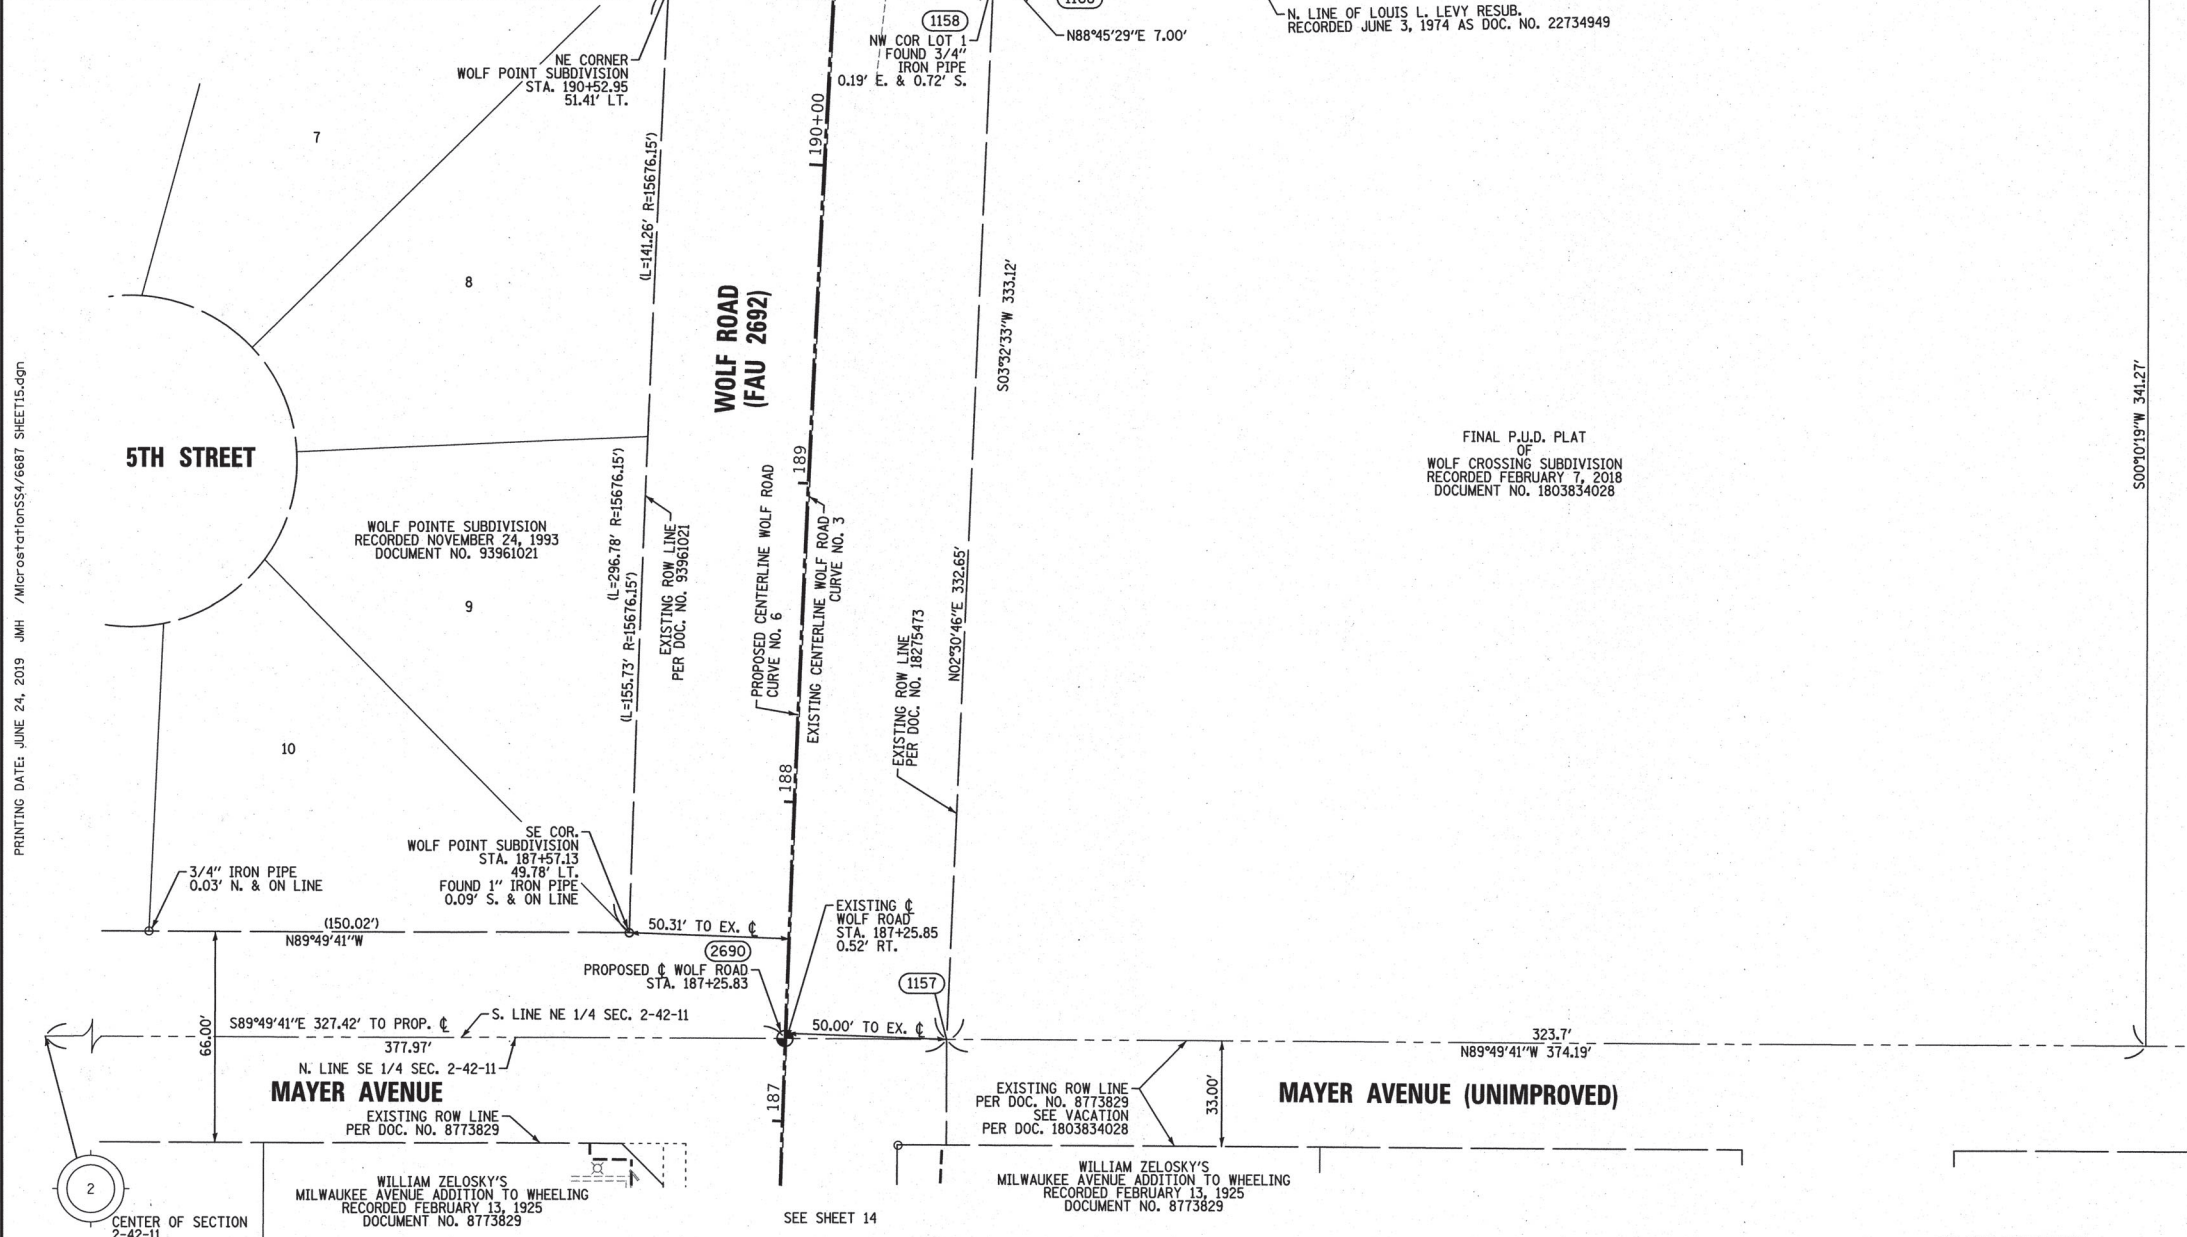 1158
N. LINE OF LOUIS L. LEVY RESUB.
RECORDED JUNE 3, 1974 AS DOC. NO. 22734949
N88°45'29"E 7.00'
NW COR LOT 1
FOUND 3/4"
IRON PIPE
0.19' E. & 0.72' S.
NE CORNER
WOLF POINT SUBDIVISION
STA. 190+52.95
51.41' LT.
190+00
7
8
(L=141.26' R=15676.15')
WOLF ROAD
(FAU 2692)
S03°32'33"W 333.12'
S00°10'19"W 341.27'
PRINTING DATE: JUNE 24, 2019 JMH /MicrostationSS4/6687 SHEET15.dgn
5TH STREET
FINAL P.U.D. PLAT
OF
WOLF CROSSING SUBDIVISION
RECORDED FEBRUARY 7, 2018
DOCUMENT NO. 1803834028
189
(L=296.78' R=15676.15')
EXISTING ROW LINE
PER DOC. NO. 93961021
PROPOSED CENTERLINE WOLF ROAD
CURVE NO. 6
EXISTING CENTERLINE WOLF ROAD
CURVE NO. 3
WOLF POINTE SUBDIVISION
RECORDED NOVEMBER 24, 1993
DOCUMENT NO. 93961021
9
(L=155.73' R=15676.15')
N02°30'46"E 332.65'
EXISTING ROW LINE
PER DOC. NO. 18275473
10
188
SE COR.
WOLF POINT SUBDIVISION
STA. 187+57.13
49.78' LT.
FOUND 1" IRON PIPE
0.09' S. & ON LINE
3/4" IRON PIPE
0.03' N. & ON LINE
(150.02')
N89°49'41"W
50.31' TO EX. ℄
EXISTING ℄
WOLF ROAD
STA. 187+25.85
0.52' RT.
2690
PROPOSED ℄ WOLF ROAD
STA. 187+25.83
1157
66.00'
S89°49'41"E 327.42' TO PROP. ℄
377.97'
S. LINE NE 1/4 SEC. 2-42-11
50.00' TO EX. ℄
323.7'
N89°49'41"W 374.19'
N. LINE SE 1/4 SEC. 2-42-11
MAYER AVENUE
187
EXISTING ROW LINE
PER DOC. NO. 8773829
SEE VACATION
PER DOC. 1803834028
33.00'
MAYER AVENUE (UNIMPROVED)
EXISTING ROW LINE
PER DOC. NO. 8773829
2
CENTER OF SECTION
2-42-11
WILLIAM ZELOSKY'S
MILWAUKEE AVENUE ADDITION TO WHEELING
RECORDED FEBRUARY 13, 1925
DOCUMENT NO. 8773829
SEE SHEET 14
WILLIAM ZELOSKY'S
MILWAUKEE AVENUE ADDITION TO WHEELING
RECORDED FEBRUARY 13, 1925
DOCUMENT NO. 8773829